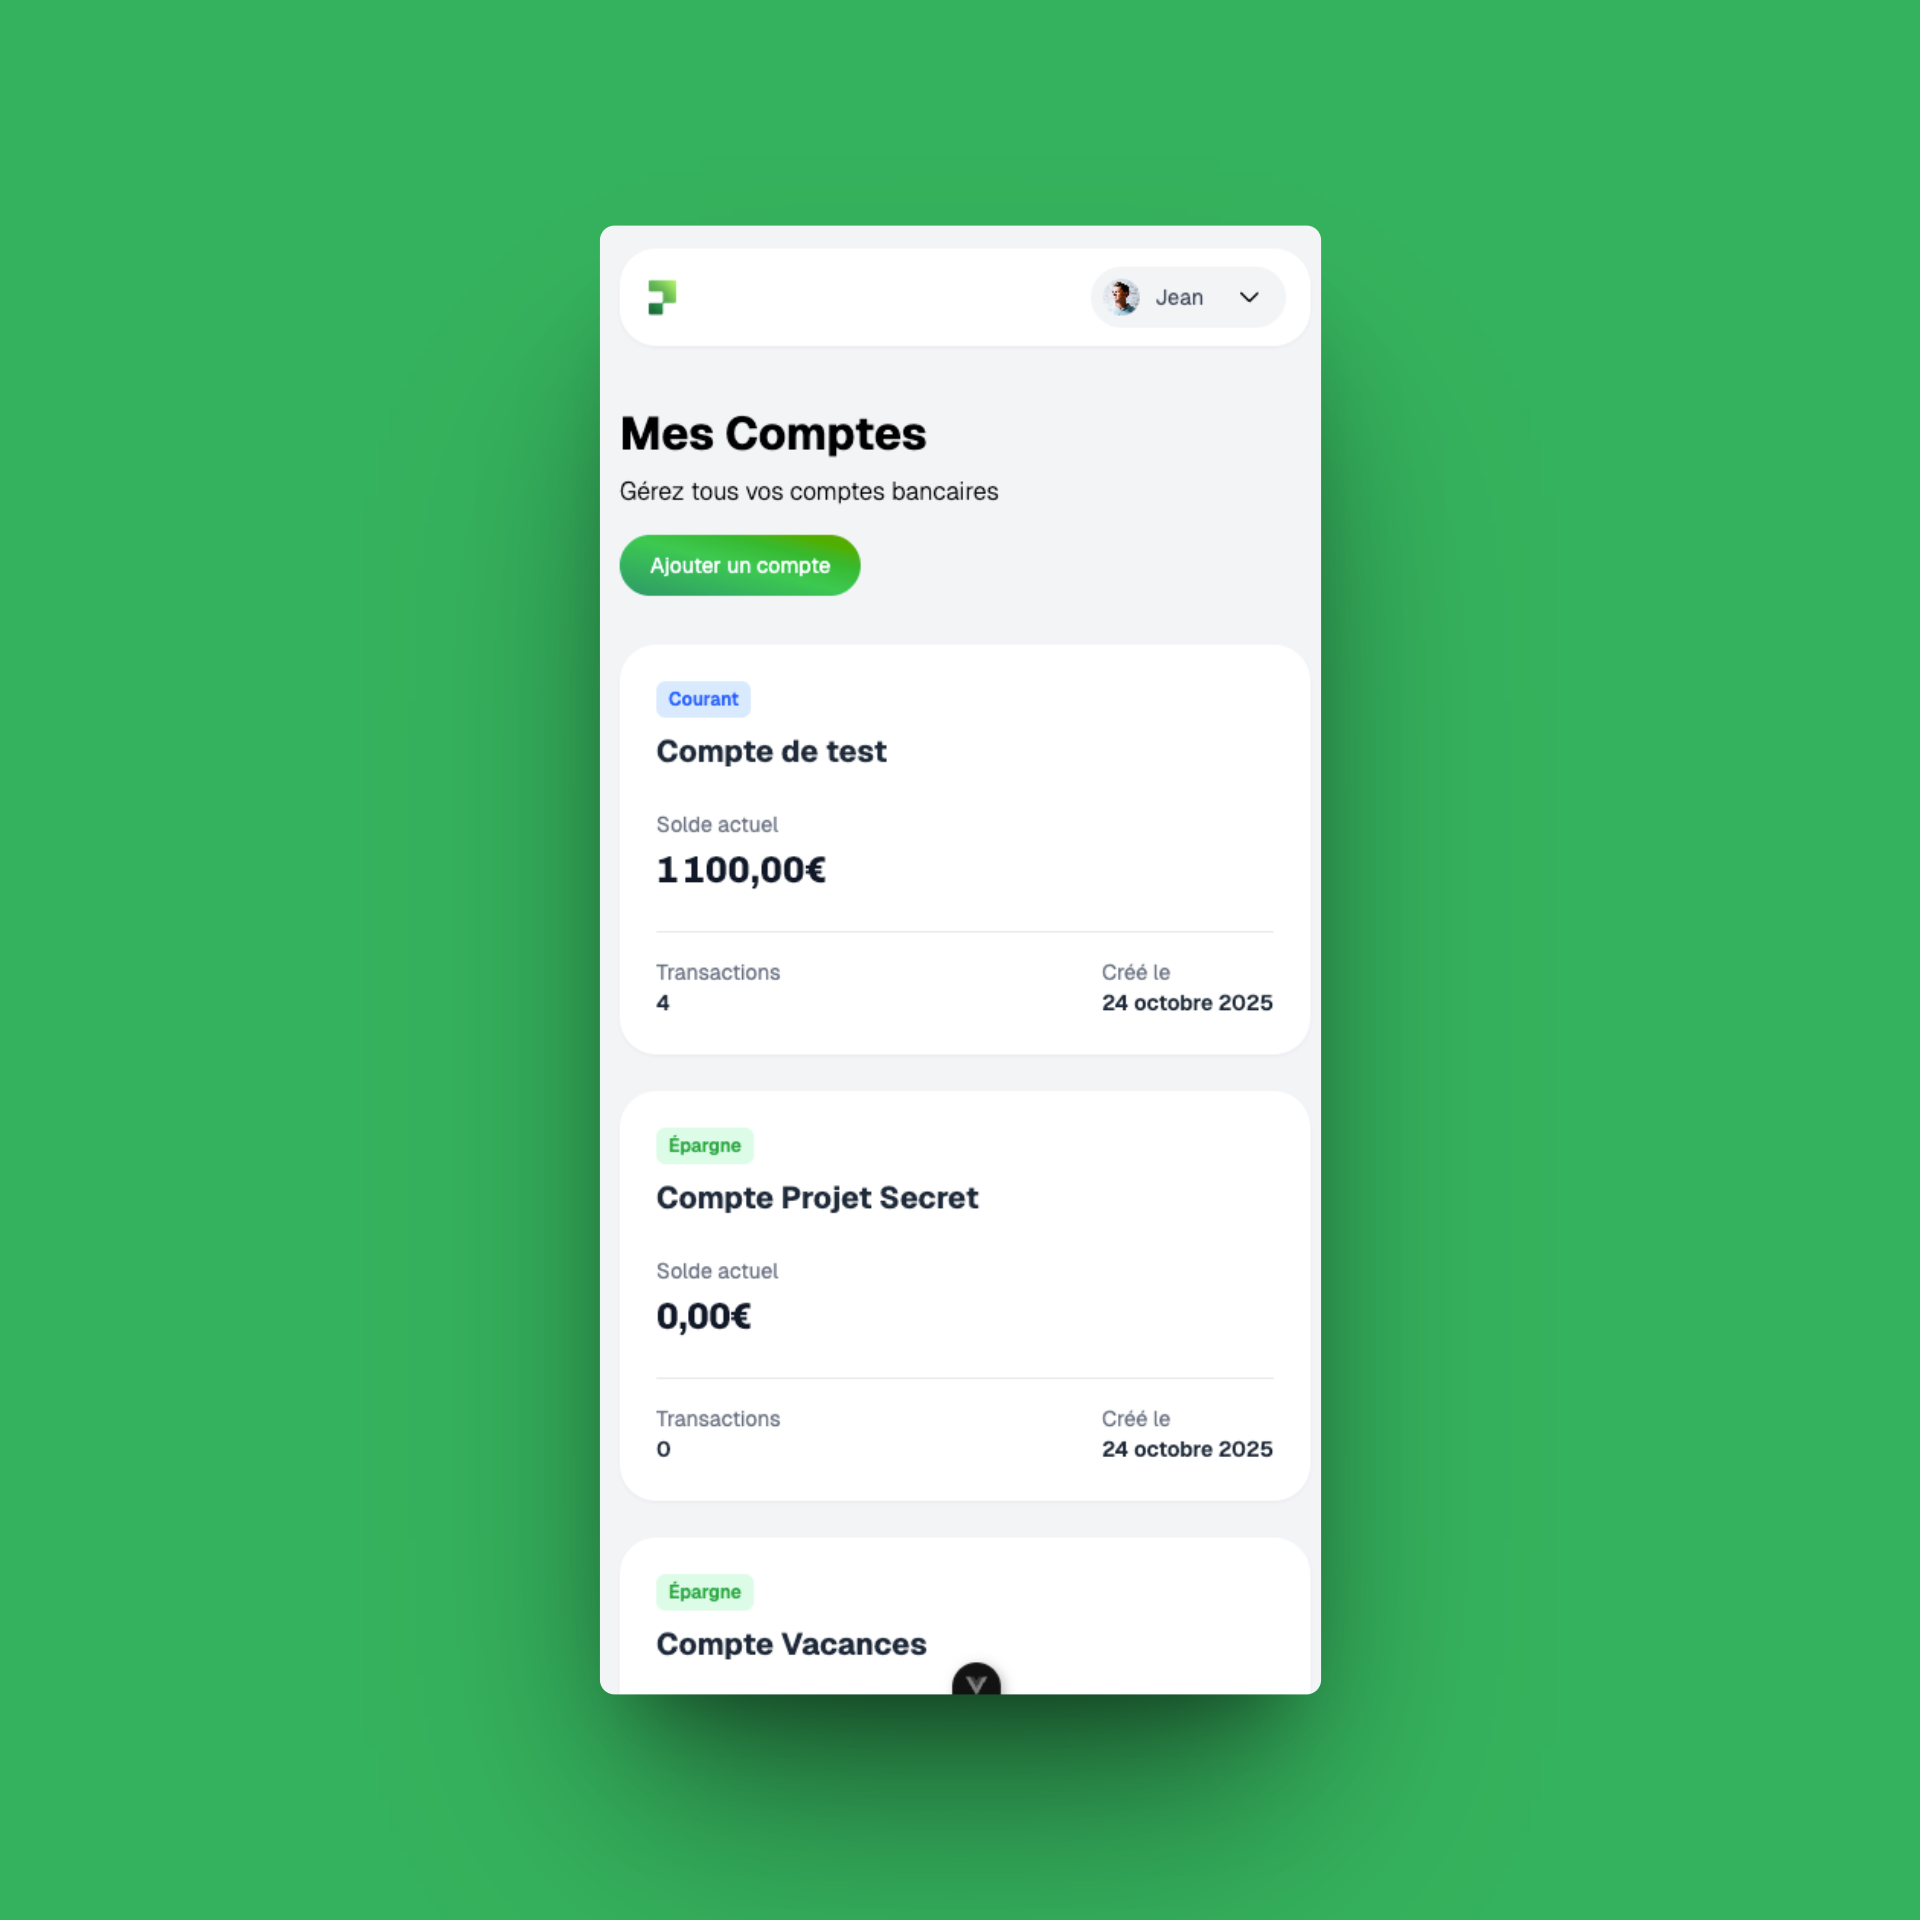 Jean
Mes Comptes
Gérez tous vos comptes bancaires
Ajouter un compte
Courant
Compte de test
Solde actuel
1 100,00€
Transactions
Créé le
4
24 octobre 2025
Épargne
Compte Projet Secret
Solde actuel
0,00€
Transactions
Créé le
0
24 octobre 2025
Épargne
Compte Vacances